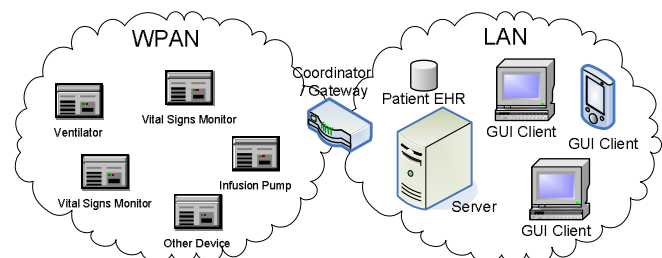 WPAN
LAN
Coordinator
/ Gateway
Patient EHR
Ventilator
Vital Signs Monitor
GUI Client
GUI Client
Vital Signs Monitor
Infusion Pump
Server
GUI Client
Other Device